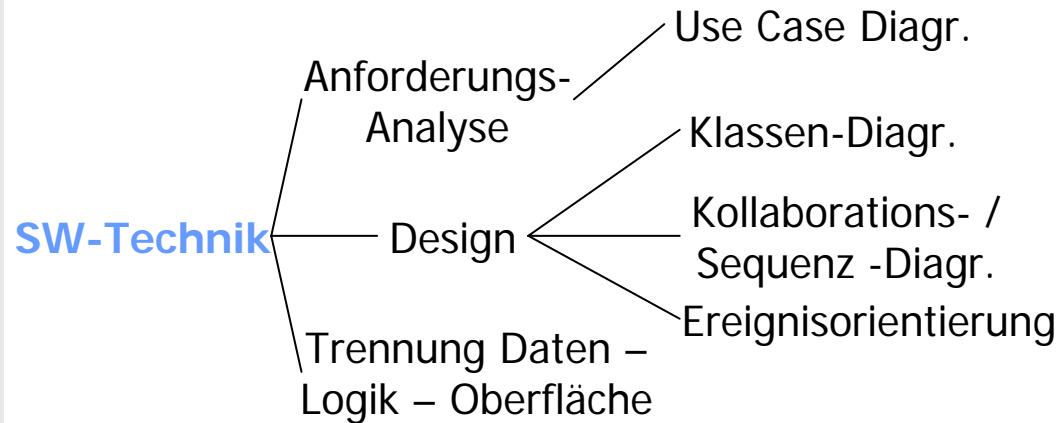 SW-Technik
Anforderungs-
Analyse
Use Case Diagr.
Design
Klassen-Diagr.
Kollaborations- /
Sequenz -Diagr.
Ereignisorientierung
Trennung Daten –
Logik – Oberfläche